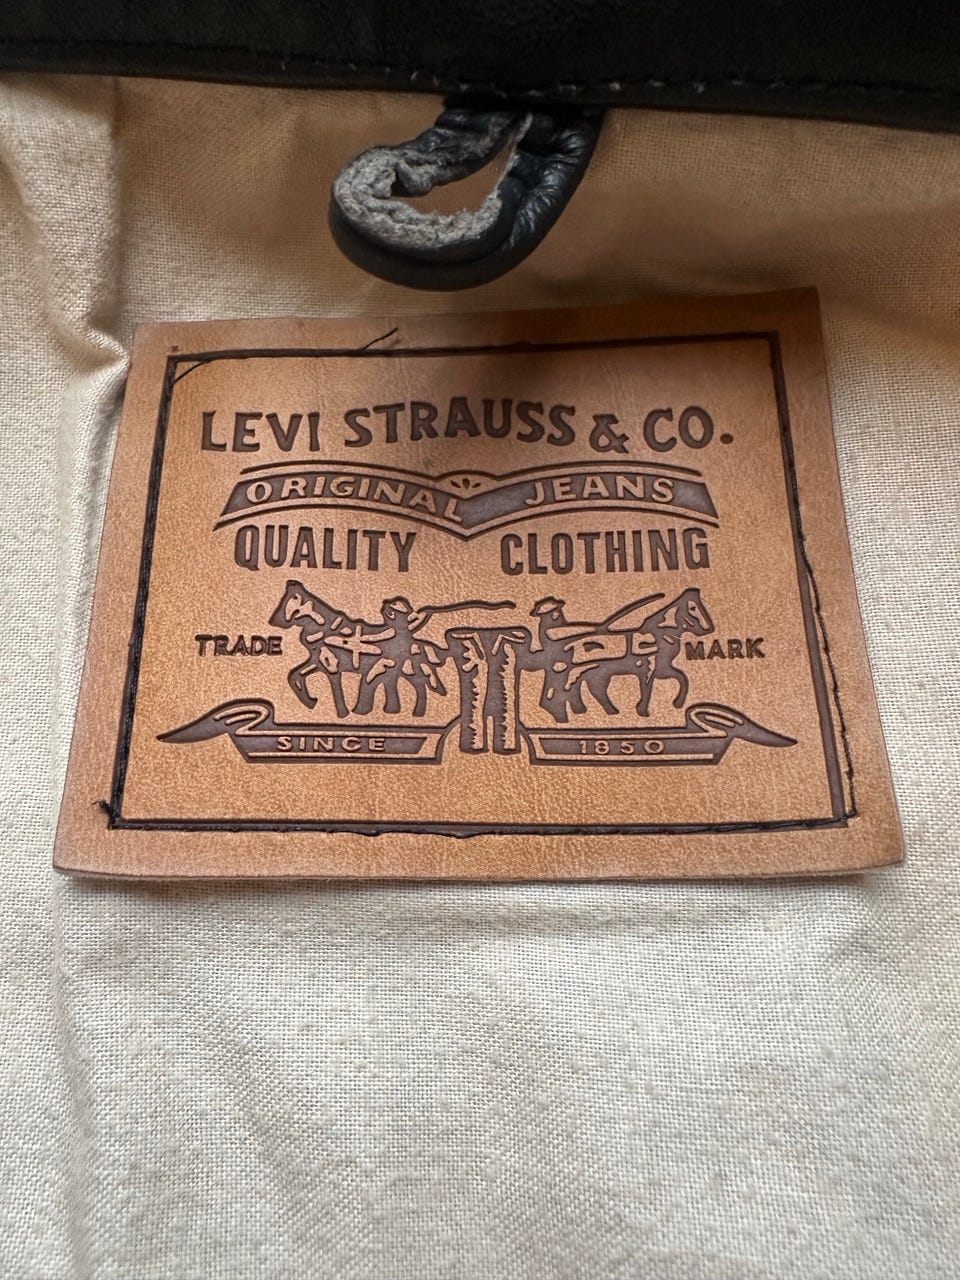 LEVI STRAUSS & CO.
ORIGINAL JEANS
QUALITY CLOTHING
TRADE MARK
SINCE 1850